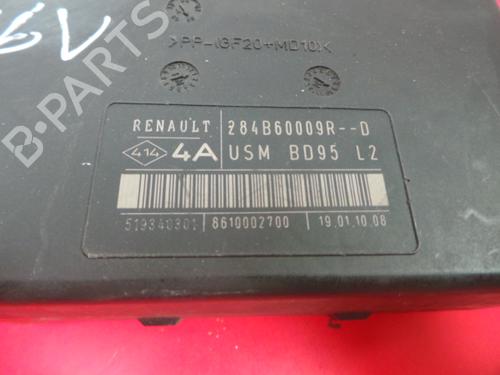 6V
>PP-(GF20+MD10)<
RENAULT 284B60009R--D
414 4A USM BD95 L2
519340301 8610002700 19.01.10.08
B-PARTS